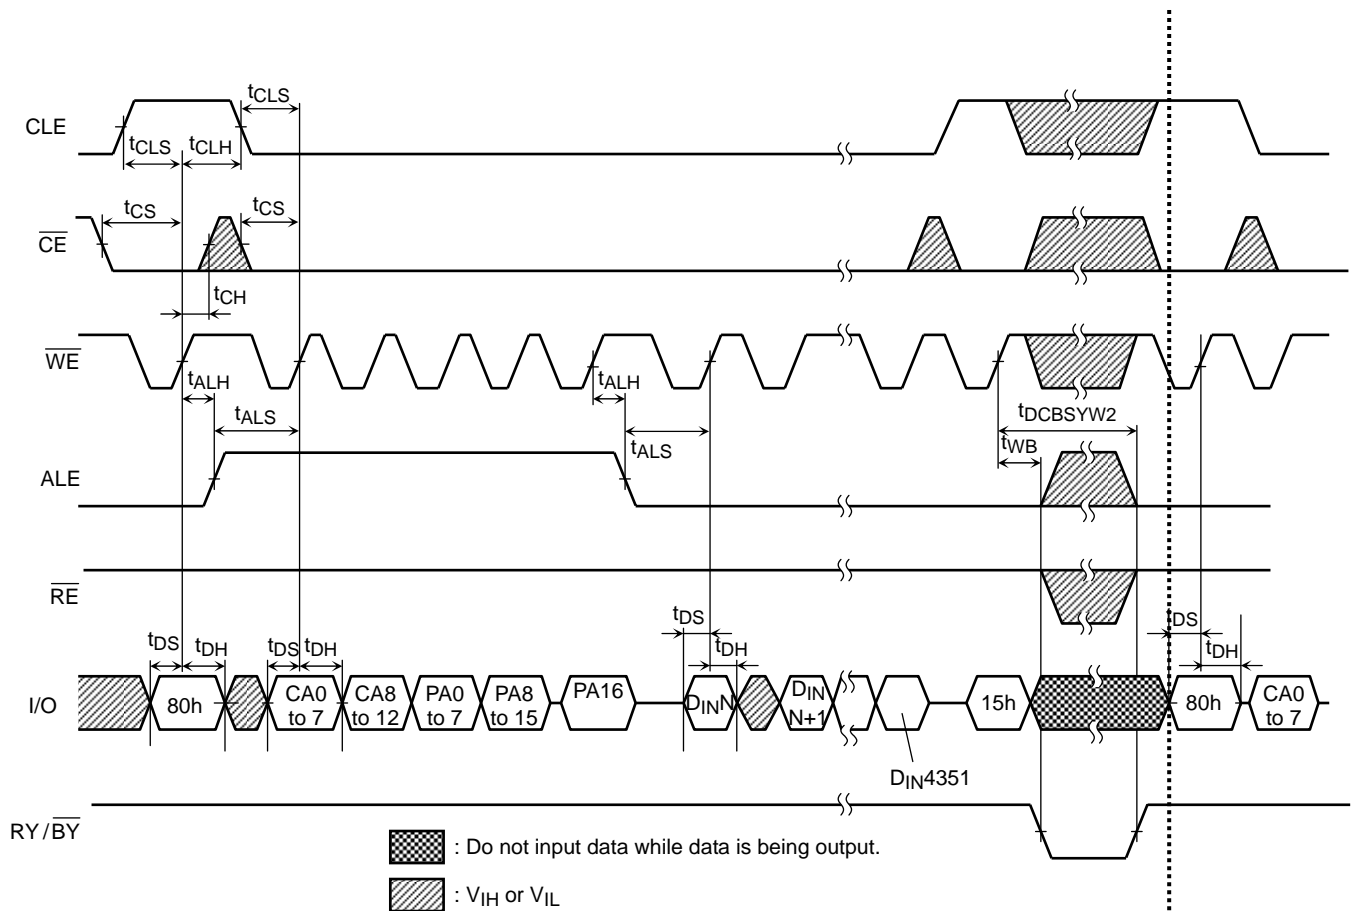 tCLS
CLE
tCLS
tCLH
tCS
tCS
CE
tCH
WE
tALH
tALH
tALS
tDCBSYW2
tALS
tWB
ALE
RE
tDS
tDH
tDS
tDH
tDS
tDH
tDS
tDH
I/O
80h
CA0
to 7
CA8
to 12
PA0
to 7
PA8
to 15
PA16
DINN
DIN
N+1
15h
80h
CA0
to 7
DIN4351
RY/BY
: Do not input data while data is being output.
: VIH or VIL